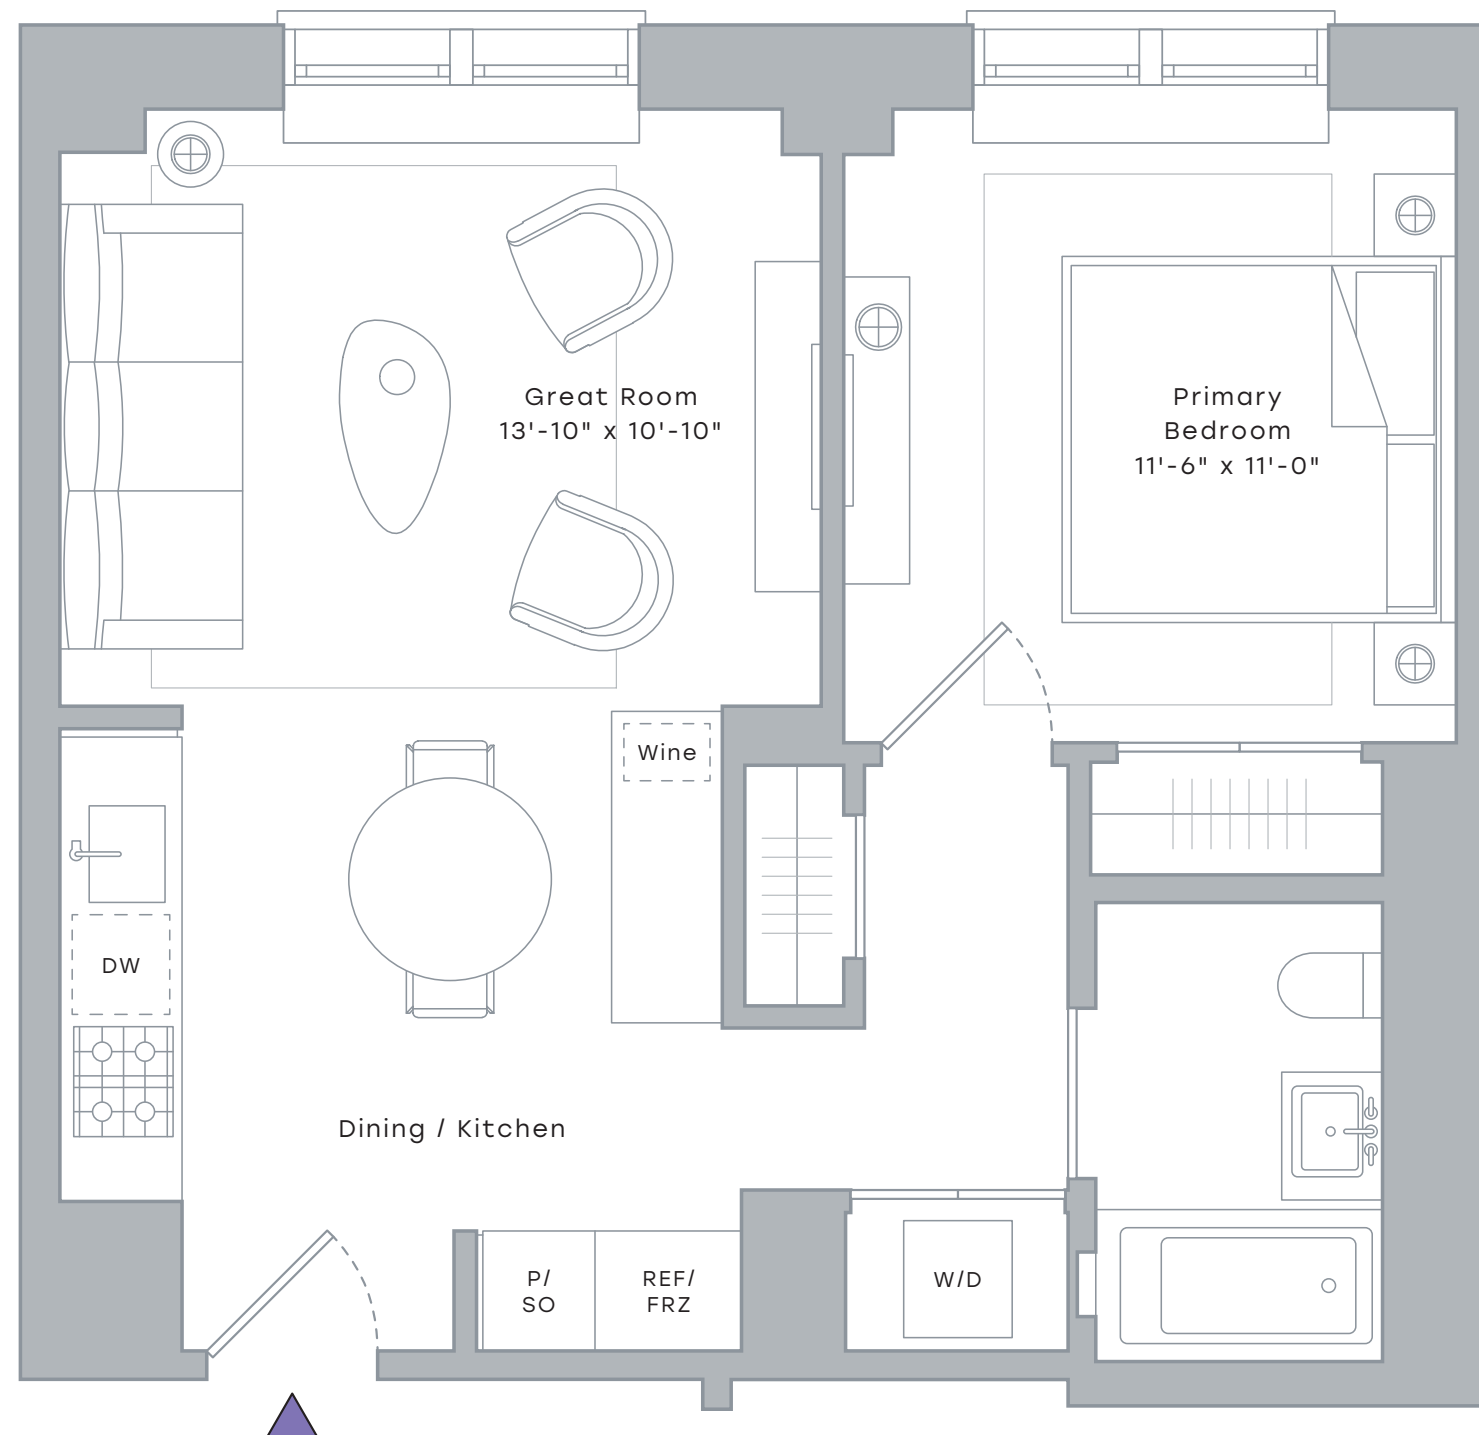 Great Room
13'-10" x 10'-10"
Primary
Bedroom
11'-6" x 11'-0"
Wine
DW
Dining / Kitchen
P/
SO
REF/
FRZ
W/D